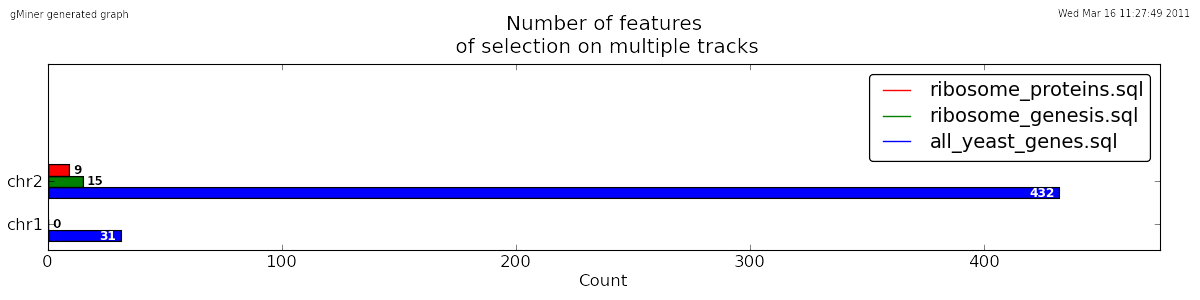 gMiner generated graph
Wed Mar 16 11:27:49 2011
Number of features
of selection on multiple tracks
ribosome_proteins.sql
ribosome_genesis.sql
all_yeast_genes.sql
9
chr2
15
432
chr1
0
31
0
100
200
300
400
Count